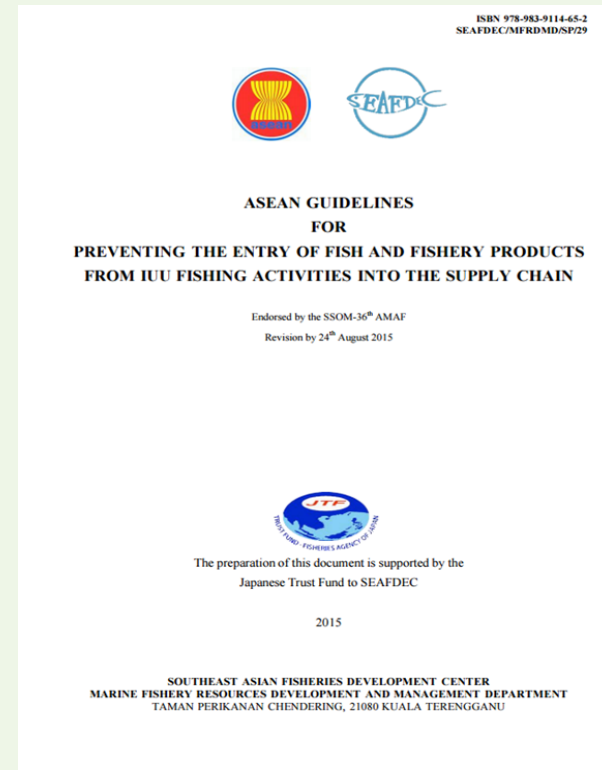 ISBN 978-983-9114-65-2
SEAFDEC/MFRDMD/SP/29
asean
SEAFDEC
ASEAN GUIDELINES
FOR
PREVENTING THE ENTRY OF FISH AND FISHERY PRODUCTS
FROM IUU FISHING ACTIVITIES INTO THE SUPPLY CHAIN
Endorsed by the SSOM-36th AMAF
Revision by 24th August 2015
JTF
TRUST FUND - FISHERIES AGENCY OF JAPAN
The preparation of this document is supported by the
Japanese Trust Fund to SEAFDEC
2015
SOUTHEAST ASIAN FISHERIES DEVELOPMENT CENTER
MARINE FISHERY RESOURCES DEVELOPMENT AND MANAGEMENT DEPARTMENT
TAMAN PERIKANAN CHENDERING, 21080 KUALA TERENGGANU